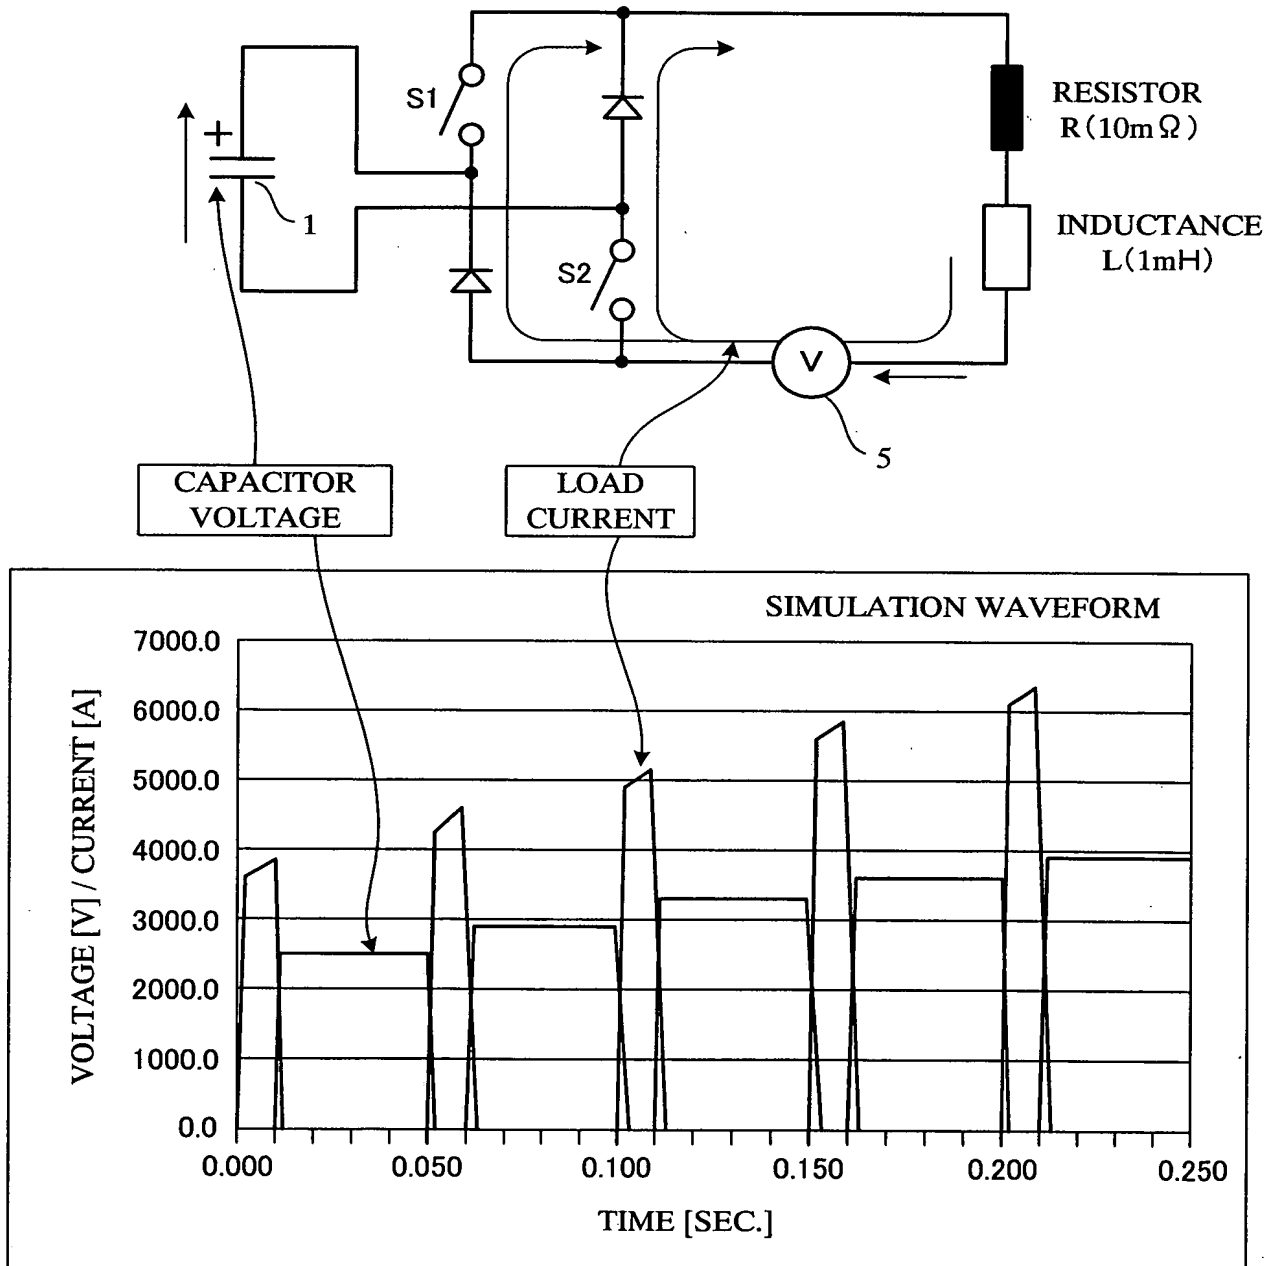 S1
+
1
S2
RESISTOR
R(10mΩ)
INDUCTANCE
L(1mH)
V
5
CAPACITOR
VOLTAGE
LOAD
CURRENT
SIMULATION WAVEFORM
VOLTAGE [V] / CURRENT [A]
7000.0
6000.0
5000.0
4000.0
3000.0
2000.0
1000.0
0.0
0.000 0.050 0.100 0.150 0.200 0.250
TIME [SEC.]